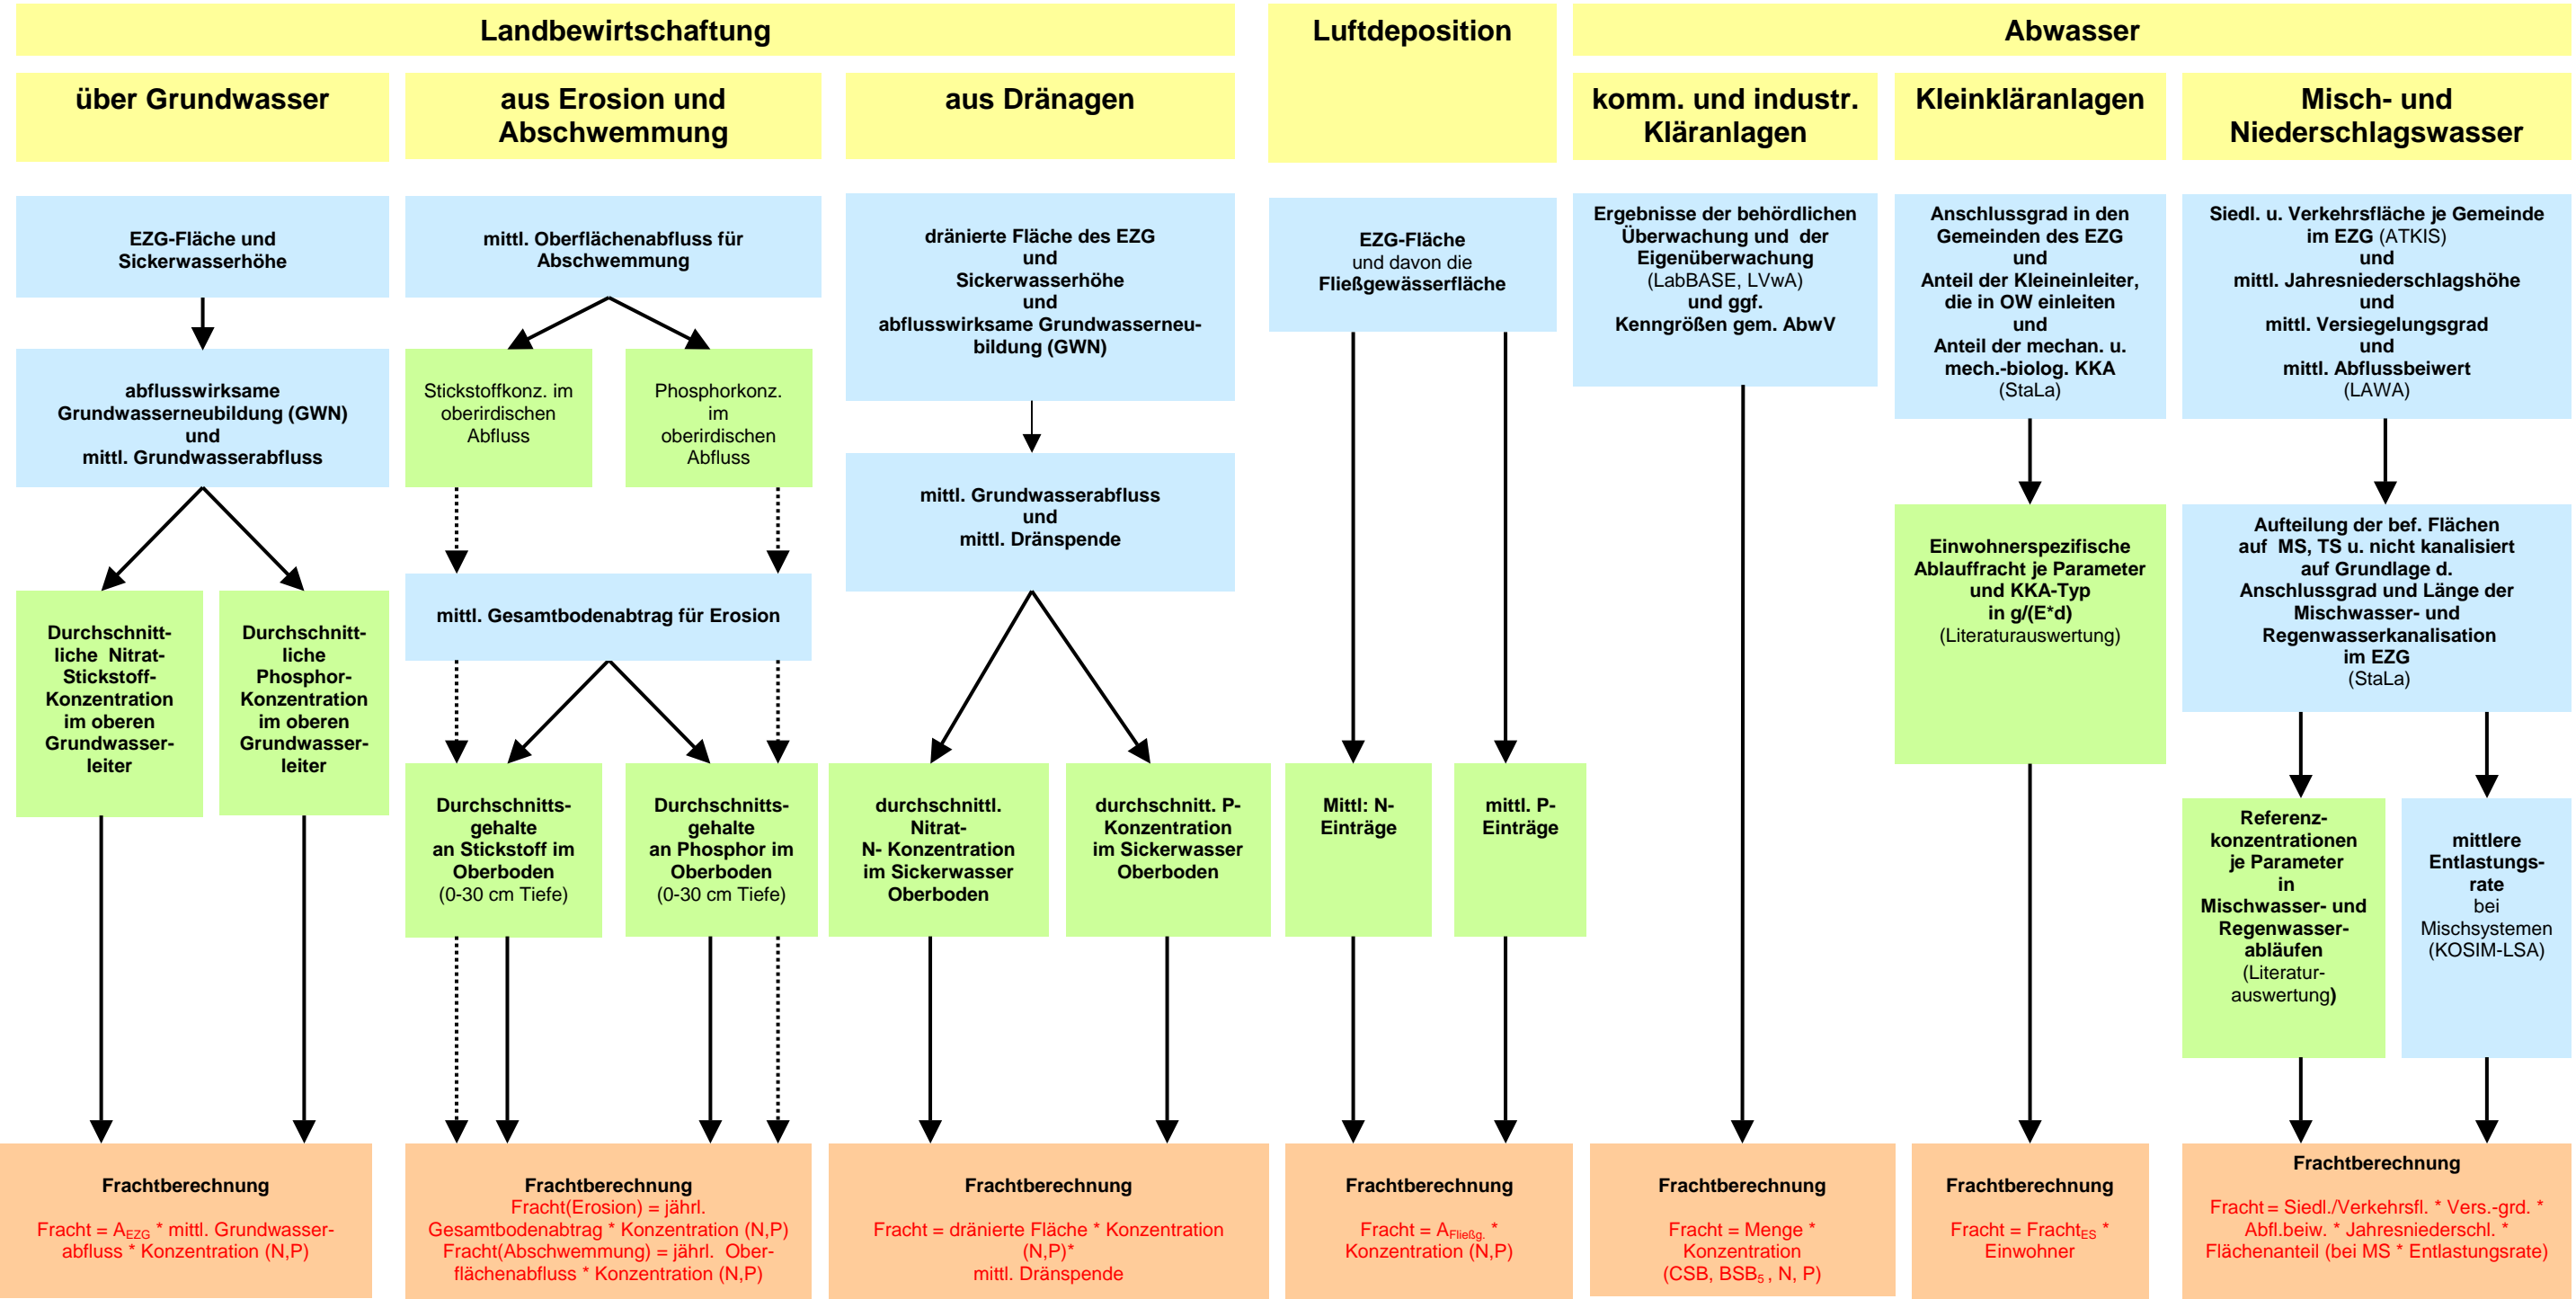 Landbewirtschaftung
Luftdeposition
Abwasser
über Grundwasser
aus Erosion und
Abschwemmung
aus Dränagen
komm. und industr.
Kläranlagen
Kleinkläranlagen
Misch- und
Niederschlagswasser
EZG-Fläche und
Sickerwasserhöhe
abflusswirksame
Grundwasserneubildung (GWN)
und
mittl. Grundwasserabfluss
Durchschnitt-
liche Nitrat-
Stickstoff-
Konzentration
im oberen
Grundwasser-
leiter
Durchschnitt-
liche
Phosphor-
Konzentration
im oberen
Grundwasser-
leiter
Frachtberechnung
Fracht = AEZG * mittl. Grundwasser-
abfluss * Konzentration (N,P)
mittl. Oberflächenabfluss für
Abschwemmung
Stickstoffkonz. im
oberirdischen
Abfluss
Phosphorkonz.
im
oberirdischen
Abfluss
mittl. Gesamtbodenabtrag für Erosion
Durchschnitts-
gehalte
an Stickstoff im
Oberboden
(0-30 cm Tiefe)
Durchschnitts-
gehalte
an Phosphor im
Oberboden
(0-30 cm Tiefe)
Frachtberechnung
Fracht(Erosion) = jährl.
Gesamtbodenabtrag * Konzentration (N,P)
Fracht(Abschwemmung) = jährl. Ober-
flächenabfluss * Konzentration (N,P)
dränierte Fläche des EZG
und
Sickerwasserhöhe
und
abflusswirksame Grundwasserneu-
bildung (GWN)
mittl. Grundwasserabfluss
und
mittl. Dränspende
durchschnittl.
Nitrat-
N- Konzentration
im Sickerwasser
Oberboden
durchschnitt. P-
Konzentration
im Sickerwasser
Oberboden
Frachtberechnung
Fracht = dränierte Fläche * Konzentration
(N,P)*
mittl. Dränspende
EZG-Fläche
und davon die
Fließgewässerfläche
Mittl: N-
Einträge
mittl. P-
Einträge
Frachtberechnung
Fracht = AFließg. *
Konzentration (N,P)
Ergebnisse der behördlichen
Überwachung und der
Eigenüberwachung
(LabBASE, LVwA)
und ggf.
Kenngrößen gem. AbwV
Frachtberechnung
Fracht = Menge *
Konzentration
(CSB, BSB5 , N, P)
Anschlussgrad in den
Gemeinden des EZG
und
Anteil der Kleineinleiter,
die in OW einleiten
und
Anteil der mechan. u.
mech.-biolog. KKA
(StaLa)
Einwohnerspezifische
Ablauffracht je Parameter
und KKA-Typ
in g/(E*d)
(Literaturauswertung)
Frachtberechnung
Fracht = FrachtES *
Einwohner
Siedl. u. Verkehrsfläche je Gemeinde
im EZG (ATKIS)
und
mittl. Jahresniederschlagshöhe
und
mittl. Versiegelungsgrad
und
mittl. Abflussbeiwert
(LAWA)
Aufteilung der bef. Flächen
auf MS, TS u. nicht kanalisiert
auf Grundlage d.
Anschlussgrad und Länge der
Mischwasser- und
Regenwasserkanalisation
im EZG
(StaLa)
Referenz-
konzentrationen
je Parameter
in
Mischwasser- und
Regenwasser-
abläufen
(Literatur-
auswertung)
mittlere
Entlastungs-
rate
bei
Mischsystemen
(KOSIM-LSA)
Frachtberechnung
Fracht = Siedl./Verkehrsfl. * Vers.-grd. *
Abfl.beiw. * Jahresniederschl. *
Flächenanteil (bei MS * Entlastungsrate)